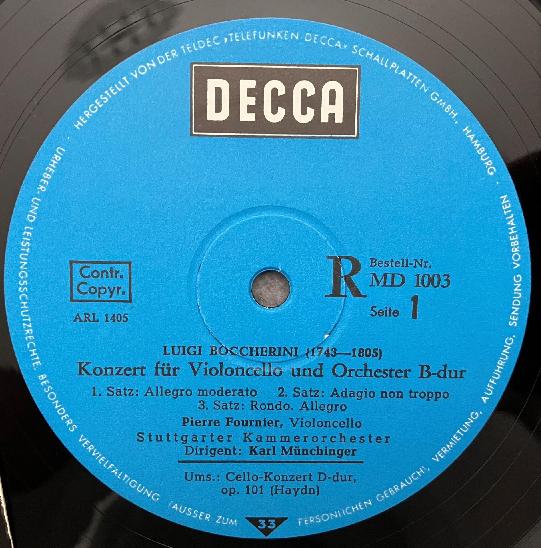 HERGESTELLT VON DER TELDEC »TELEFUNKEN-DECCA« SCHALLPLATTEN GMBH, HAMBURG ·
URHEBER- UND LEISTUNGSSCHUTZRECHTE, BESONDERS VERVIELFÄLTIGUNG (AUSSER ZUM
PERSÖNLICHEN GEBRAUCH), VERMIETUNG, AUFFÜHRUNG, SENDUNG VORBEHALTEN ·
DECCA
Contr.
Copyr.
ARL 1405
R
Bestell-Nr.
MD 1003
Seite 1
LUIGI BOCCHERINI (1743—1805)
Konzert für Violoncello und Orchester B-dur
1. Satz: Allegro moderato 2. Satz: Adagio non troppo
3. Satz: Rondo. Allegro
Pierre Fournier, Violoncello
Stuttgarter Kammerorchester
Dirigent: Karl Münchinger
Ums.: Cello-Konzert D-dur,
op. 101 (Haydn)
33